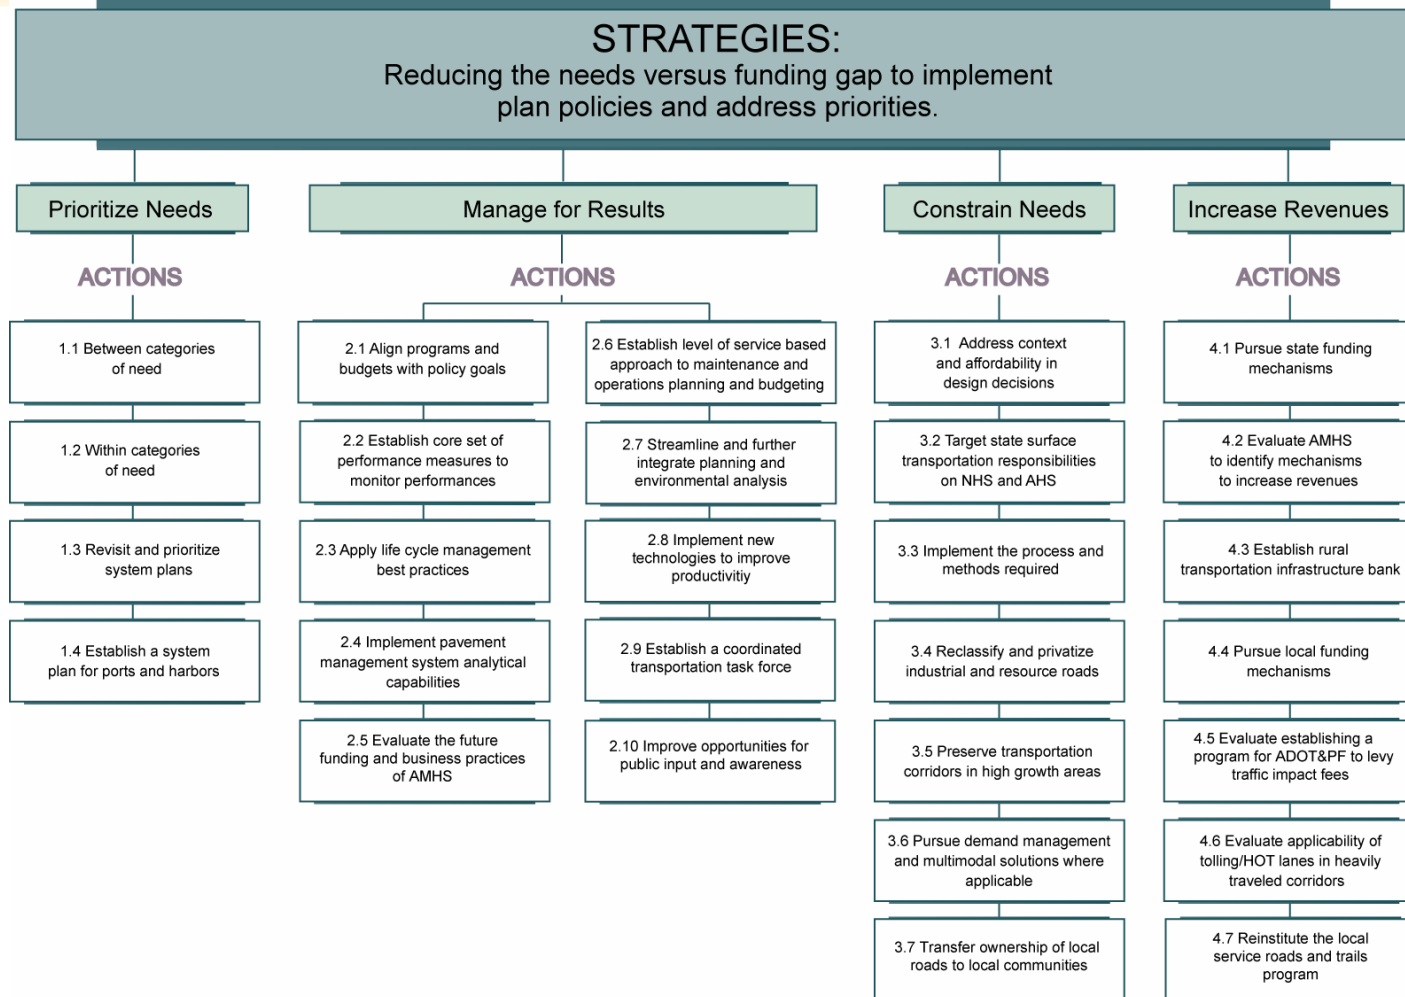 STRATEGIES:
Reducing the needs versus funding gap to implement
plan policies and address priorities.
Prioritize Needs
ACTIONS
1.1 Between categories
of need
1.2 Within categories
of need
1.3 Revisit and prioritize
system plans
1.4 Establish a system
plan for ports and harbors
Manage for Results
ACTIONS
2.1 Align programs and
budgets with policy goals
2.2 Establish core set of
performance measures to
monitor performances
2.3 Apply life cycle management
best practices
2.4 Implement pavement
management system analytical
capabilities
2.5 Evaluate the future
funding and business practices
of AMHS
2.6 Establish level of service based
approach to maintenance and
operations planning and budgeting
2.7 Streamline and further
integrate planning and
environmental analysis
2.8 Implement new
technologies to improve
productivitiy
2.9 Establish a coordinated
transportation task force
2.10 Improve opportunities for
public input and awareness
Constrain Needs
ACTIONS
3.1 Address context
and affordability in
design decisions
3.2 Target state surface
transportation responsibilities
on NHS and AHS
3.3 Implement the process and
methods required
3.4 Reclassify and privatize
industrial and resource roads
3.5 Preserve transportation
corridors in high growth areas
3.6 Pursue demand management
and multimodal solutions where
applicable
3.7 Transfer ownership of local
roads to local communities
Increase Revenues
ACTIONS
4.1 Pursue state funding
mechanisms
4.2 Evaluate AMHS
to identify mechanisms
to increase revenues
4.3 Establish rural
transportation infrastructure bank
4.4 Pursue local funding
mechanisms
4.5 Evaluate establishing a
program for ADOT&PF to levy
traffic impact fees
4.6 Evaluate applicability of
tolling/HOT lanes in heavily
traveled corridors
4.7 Reinstitute the local
service roads and trails
program